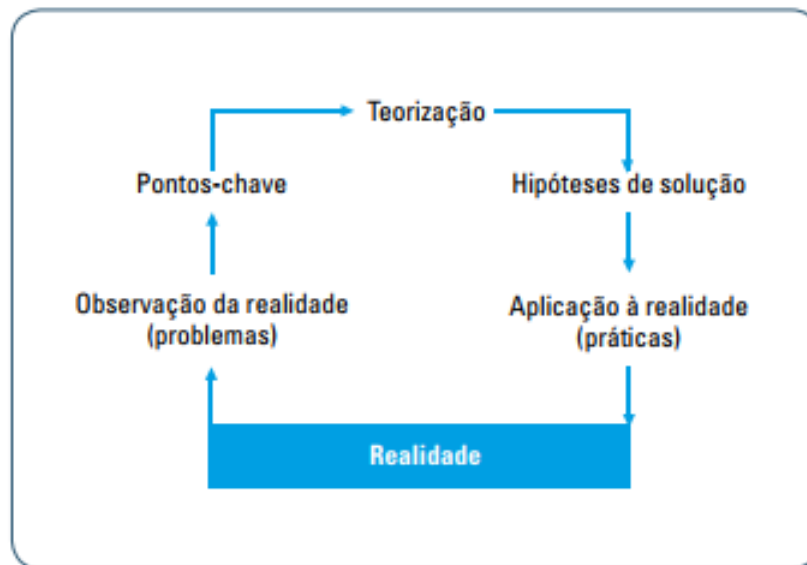 Teorização
Pontos-chave
Hipóteses de solução
Observação da realidade
(problemas)
Aplicação à realidade
(práticas)
Realidade